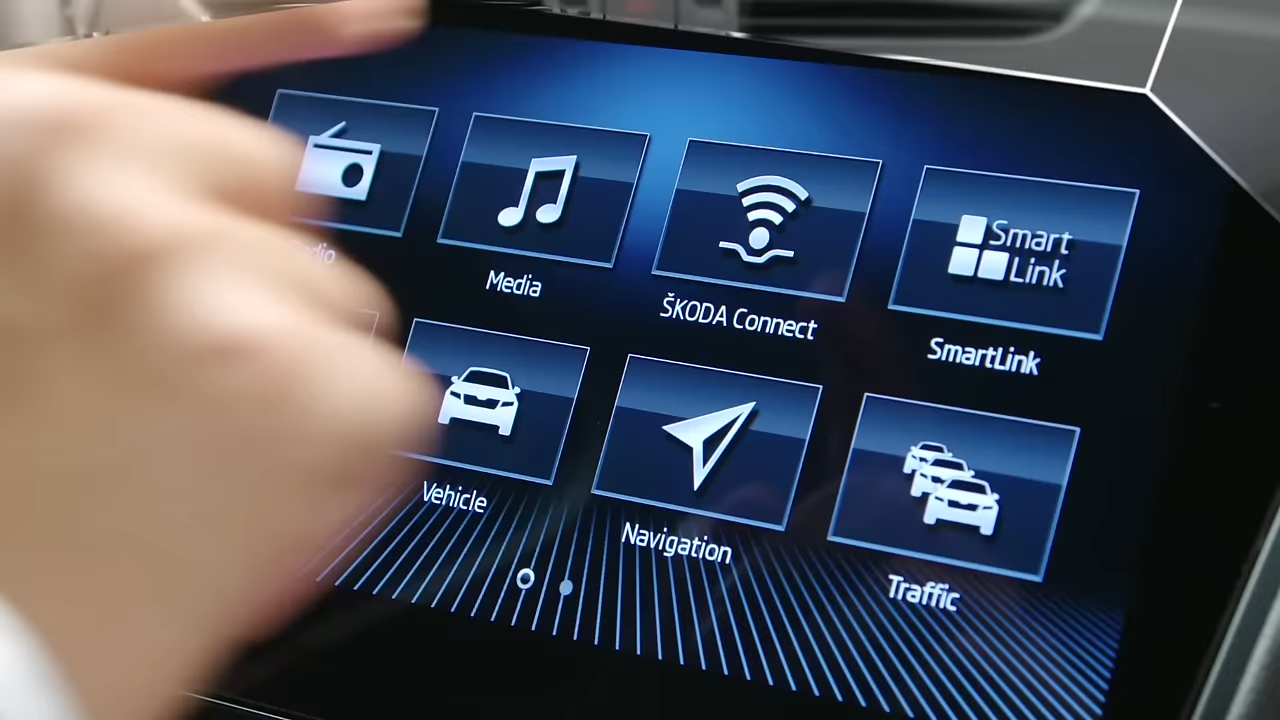 Media
ŠKODA Connect
Smart
Link
SmartLink
Vehicle
Navigation
Traffic